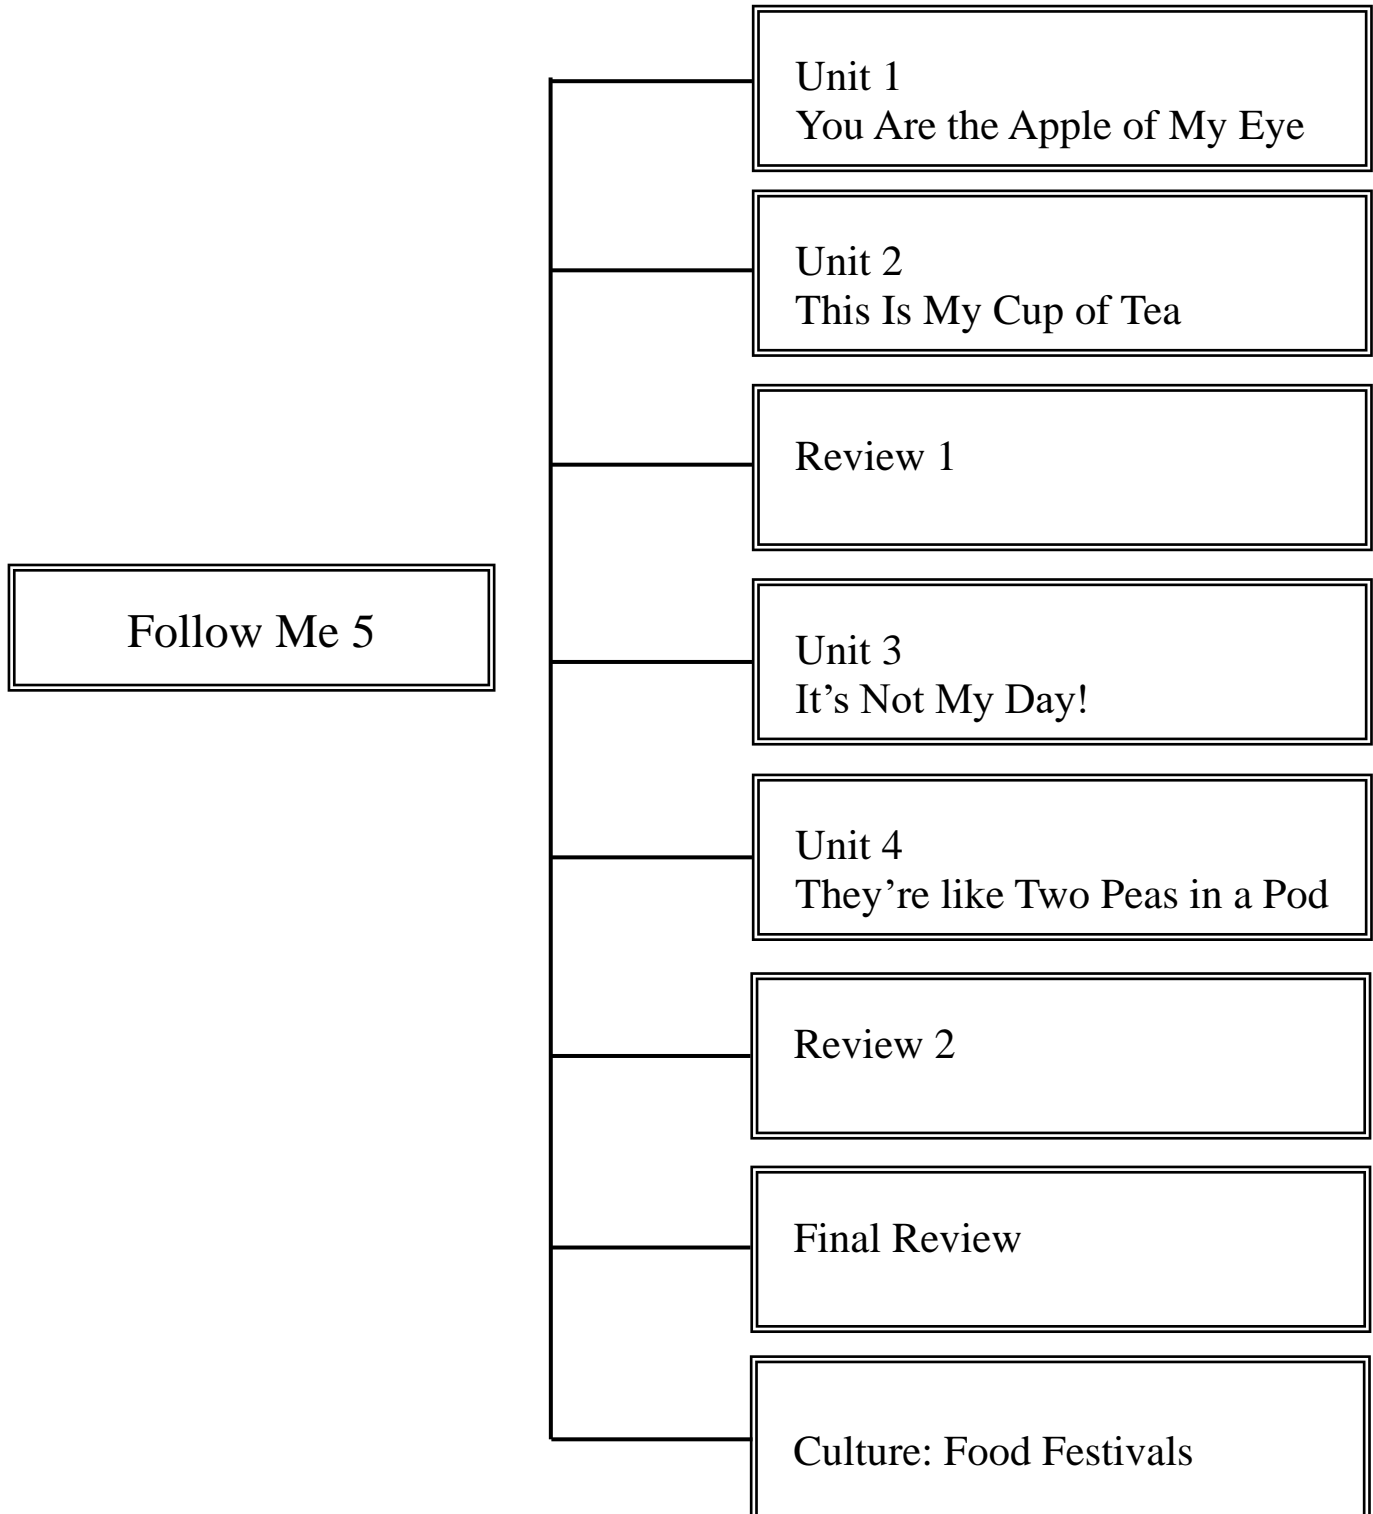 Unit 1
You Are the Apple of My Eye
Unit 2
This Is My Cup of Tea
Review 1
Follow Me 5
Unit 3
It’s Not My Day!
Unit 4
They’re like Two Peas in a Pod
Review 2
Final Review
Culture: Food Festivals